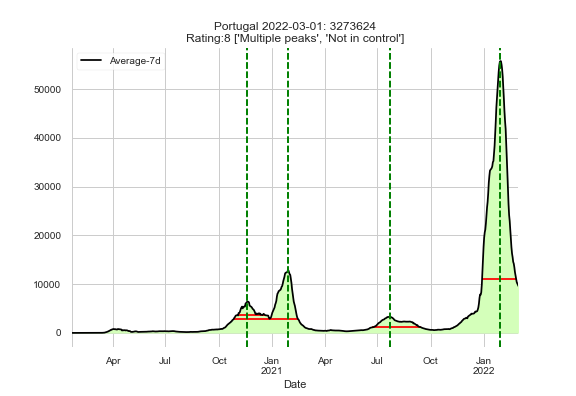 Portugal 2022-03-01: 3273624
Rating:8 ['Multiple peaks', 'Not in control']
Average-7d
50000
40000
30000
20000
10000
0
Apr
Jul
Oct
Jan
2021
Apr
Jul
Oct
Jan
2022
Date